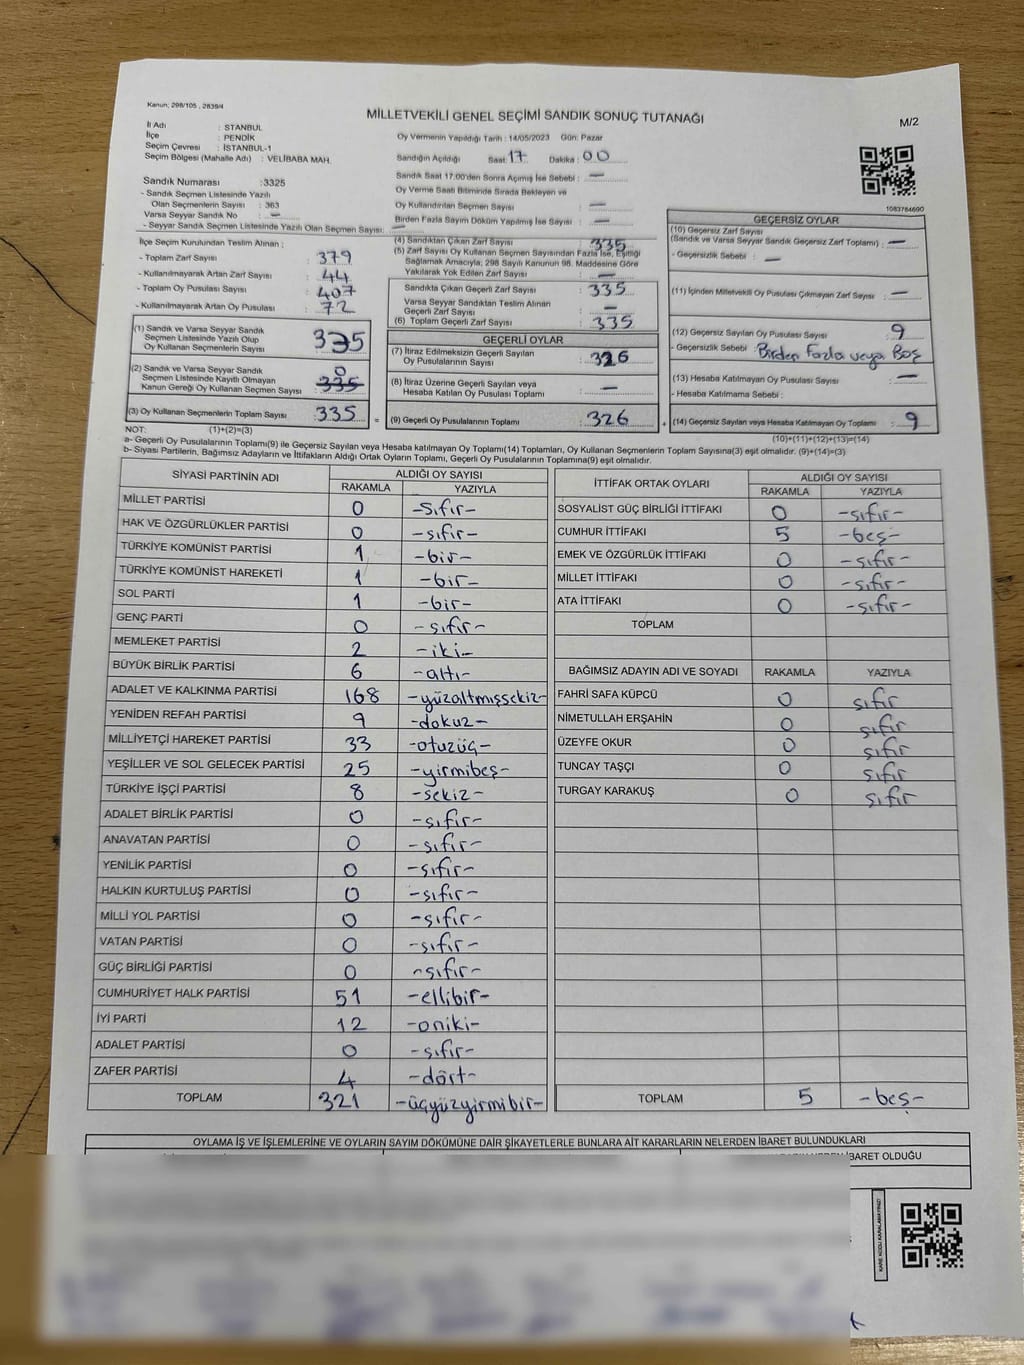 Kanun; 298/105 , 2839/4
MİLLETVEKİLİ GENEL SEÇİMİ SANDIK SONUÇ TUTANAĞI
M/2
İl Adı : STANBUL
İlçe : PENDİK
Seçim Çevresi : İSTANBUL-1
Seçim Bölgesi (Mahalle Adı) : VELİBABA MAH.
Sandık Numarası :3325
- Sandık Seçmen Listesinde Yazılı
Olan Seçmenlerin Sayısı : 363
Varsa Seyyar Sandık No : —
- Seyyar Sandık Seçmen Listesinde Yazılı Olan Seçmen Sayısı: —
Oy Vermenin Yapıldığı Tarih : 14/05/2023 Gün: Pazar
Sandığın Açıldığı Saat: 17 Dakika : 00
Sandık Saat 17.00'den Sonra Açımış İse Sebebi : —
Oy Verme Saati Bitiminde Sırada Bekleyen ve
Oy Kullandırılan Seçmen Sayısı : —
Birden Fazla Sayım Döküm Yapılmış İse Sayısı : —
1083784690
İlçe Seçim Kurulundan Teslim Alınan ;
- Toplam Zarf Sayısı : 379
- Kullanılmayarak Artan Zarf Sayısı : 44
- Toplam Oy Pusulası Sayısı : 407
- Kullanılmayarak Artan Oy Pusulası : 72
(1) Sandık ve Varsa Seyyar Sandık
Seçmen Listesinde Yazılı Olup
Oy Kullanan Seçmenlerin Sayısı : 335
(2) Sandık ve Varsa Seyyar Sandık
Seçmen Listesinde Kayıtlı Olmayan
Kanun Gereği Oy Kullanan Seçmen Sayısı : 335 0
(3) Oy Kullanan Seçmenlerin Toplam Sayısı : 335 =
(4) Sandıktan Çıkan Zarf Sayısı : 335
(5) Zarf Sayısı Oy Kullanan Seçmen Sayısından Fazla İse, Eşitliği
Sağlamak Amacıyla; 298 Sayılı Kanunun 98. Maddesine Göre
Yakılarak Yok Edilen Zarf Sayısı : —
Sandıkta Çıkan Geçerli Zarf Sayısı : 335
Varsa Seyyar Sandıktan Teslim Alınan
Geçerli Zarf Sayısı : —
(6) Toplam Geçerli Zarf Sayısı : 335
GEÇERLİ OYLAR
(7) İtiraz Edilmeksizin Geçerli Sayılan
Oy Pusulalarının Sayısı : 326
(8) İtiraz Üzerine Geçerli Sayılan veya
Hesaba Katılan Oy Pusulası Toplamı : —
(9) Geçerli Oy Pusulalarının Toplamı : 326 +
GEÇERSİZ OYLAR
(10) Geçersiz Zarf Sayısı
(Sandık ve Varsa Seyyar Sandık Geçersiz Zarf Toplamı) : —
- Geçersizlik Sebebi : —
(11) İçinden Milletvekili Oy Pusulası Çıkmayan Zarf Sayısı : —
(12) Geçersiz Sayılan Oy Pusulası Sayısı : 9
- Geçersizlik Sebebi : Birden Fazla veya Boş
(13) Hesaba Katılmayan Oy Pusulası Sayısı : —
- Hesaba Katılmama Sebebi :
(14) Geçersiz Sayılan veya Hesaba Katılmayan Oy Toplamı : 9
NOT: (1)+(2)=(3)
(10)+(11)+(12)+(13)=(14)
a- Geçerli Oy Pusulalarının Toplamı(9) ile Geçersiz Sayılan veya Hesaba katılmayan Oy Toplamı(14) Toplamları, Oy Kullanan Seçmenlerin Toplam Sayısına(3) eşit olmalıdır. (9)+(14)=(3)
b- Siyasi Partilerin, Bağımsız Adayların ve İttifakların Aldığı Ortak Oyların Toplamı, Geçerli Oy Pusulalarının Toplamına(9) eşit olmalıdır.
SİYASİ PARTİNİN ADI ALDIĞI OY SAYISI
RAKAMLA YAZIYLA
MİLLET PARTİSİ 0 -sıfır-
HAK VE ÖZGÜRLÜKLER PARTİSİ 0 -sıfır-
TÜRKİYE KOMÜNİST PARTİSİ 1 -bir-
TÜRKİYE KOMÜNİST HAREKETİ 1 -bir-
SOL PARTİ 1 -bir-
GENÇ PARTİ 0 -sıfır-
MEMLEKET PARTİSİ 2 -iki-
BÜYÜK BİRLİK PARTİSİ 6 -altı-
ADALET VE KALKINMA PARTİSİ 168 -yüzaltmışsekiz-
YENİDEN REFAH PARTİSİ 9 -dokuz-
MİLLİYETÇİ HAREKET PARTİSİ 33 -otuzüç-
YEŞİLLER VE SOL GELECEK PARTİSİ 25 -yirmibeş-
TÜRKİYE İŞÇİ PARTİSİ 8 -sekiz-
ADALET BİRLİK PARTİSİ 0 -sıfır-
ANAVATAN PARTİSİ 0 -sıfır-
YENİLİK PARTİSİ 0 -sıfır-
HALKIN KURTULUŞ PARTİSİ 0 -sıfır-
MİLLİ YOL PARTİSİ 0 -sıfır-
VATAN PARTİSİ 0 -sıfır-
GÜÇ BİRLİĞİ PARTİSİ 0 -sıfır-
CUMHURİYET HALK PARTİSİ 51 -ellibir-
İYİ PARTİ 12 -oniki-
ADALET PARTİSİ 0 -sıfır-
ZAFER PARTİSİ 4 -dört-
TOPLAM 321 -üçyüzyirmibir-
İTTİFAK ORTAK OYLARI ALDIĞI OY SAYISI
RAKAMLA YAZIYLA
SOSYALİST GÜÇ BİRLİĞİ İTTİFAKI 0 -sıfır-
CUMHUR İTTİFAKI 5 -beş-
EMEK VE ÖZGÜRLÜK İTTİFAKI 0 -sıfır-
MİLLET İTTİFAKI 0 -sıfır-
ATA İTTİFAKI 0 -sıfır-
TOPLAM
BAĞIMSIZ ADAYIN ADI VE SOYADI RAKAMLA YAZIYLA
FAHRİ SAFA KÜPCÜ 0 sıfır
NİMETULLAH ERŞAHİN 0 sıfır
ÜZEYFE OKUR 0 sıfır
TUNCAY TAŞÇI 0 sıfır
TURGAY KARAKUŞ 0 sıfır
TOPLAM 5 -beş-
OYLAMA İŞ VE İŞLEMLERİNE VE OYLARIN SAYIM DÖKÜMÜNE DAİR ŞİKAYETLERLE BUNLARA AİT KARARLARIN NELERDEN İBARET BULUNDUKLARI
İBARET OLDUĞU
KARE KODU KARALAMAYINIZ!